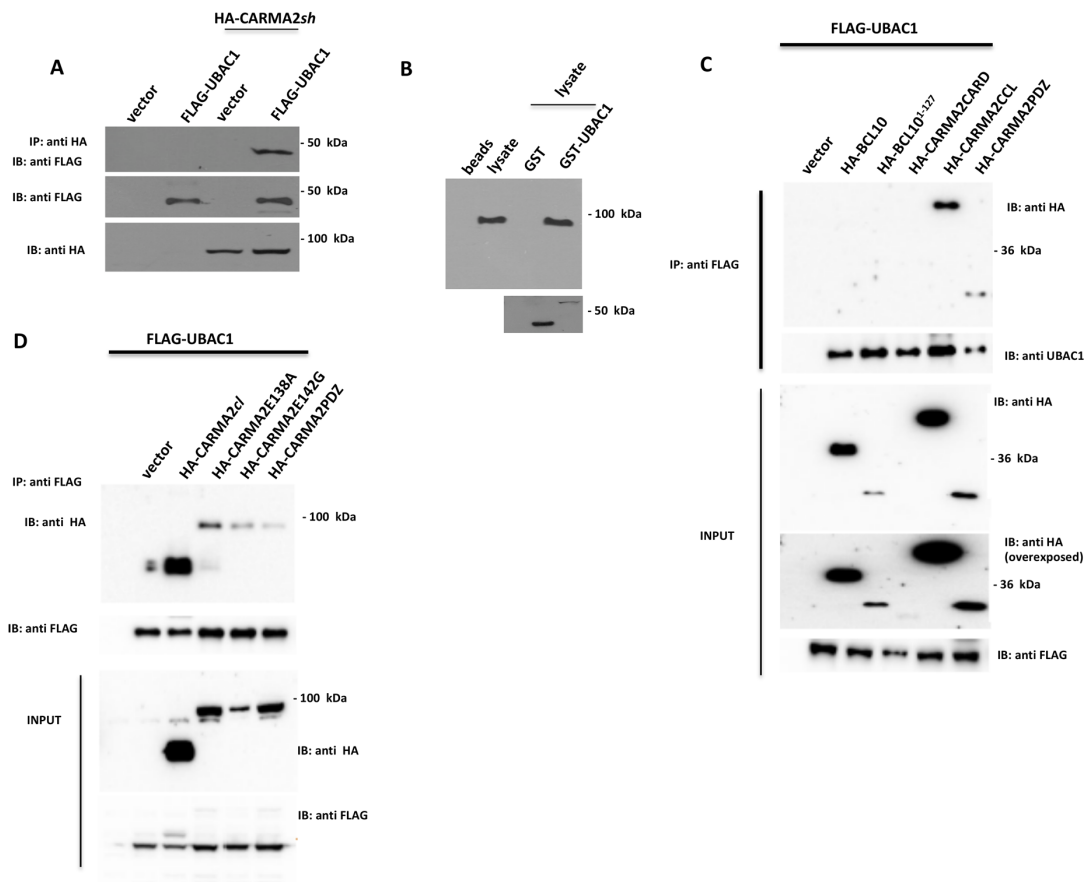 HA-CARMA2sh
A
vector
FLAG-UBAC1
vector
FLAG-UBAC1
IP: anti HA
IB: anti FLAG
- 50 kDa
IB: anti FLAG
- 50 kDa
IB: anti HA
- 100 kDa
B
lysate
beads
lysate
GST
GST-UBAC1
- 100 kDa
- 50 kDa
C
FLAG-UBAC1
vector
HA-BCL10
HA-BCL10¹⁻¹²⁷
HA-CARMA2CARD
HA-CARMA2CCL
HA-CARMA2PDZ
IP: anti FLAG
IB: anti HA
- 36 kDa
IB: anti UBAC1
INPUT
IB: anti HA
- 36 kDa
IB: anti HA
(overexposed)
- 36 kDa
IB: anti FLAG
D
FLAG-UBAC1
vector
HA-CARMA2cl
HA-CARMA2E138A
HA-CARMA2E142G
HA-CARMA2PDZ
IP: anti FLAG
IB: anti HA
- 100 kDa
IB: anti FLAG
INPUT
- 100 kDa
IB: anti HA
IB: anti FLAG